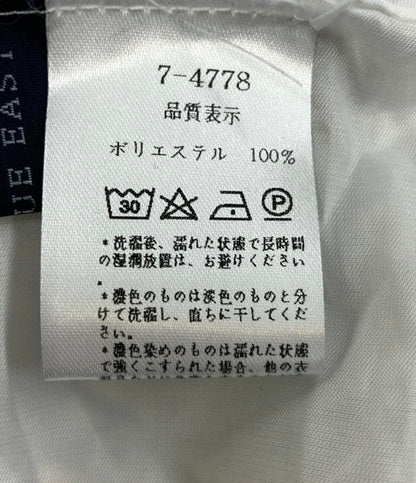 7-4778
品質表示
ポリエステル 100%
30 P
*洗濯後、濡れた状態で長時間
の湿潤放置は、お避けください
。
*濃色のものは淡色のものと分
けて洗濯し、直ちに干してくだ
さい。
*濃色染めのものは濡れた状態
で強くこすられた場合、他の衣
UE EAST